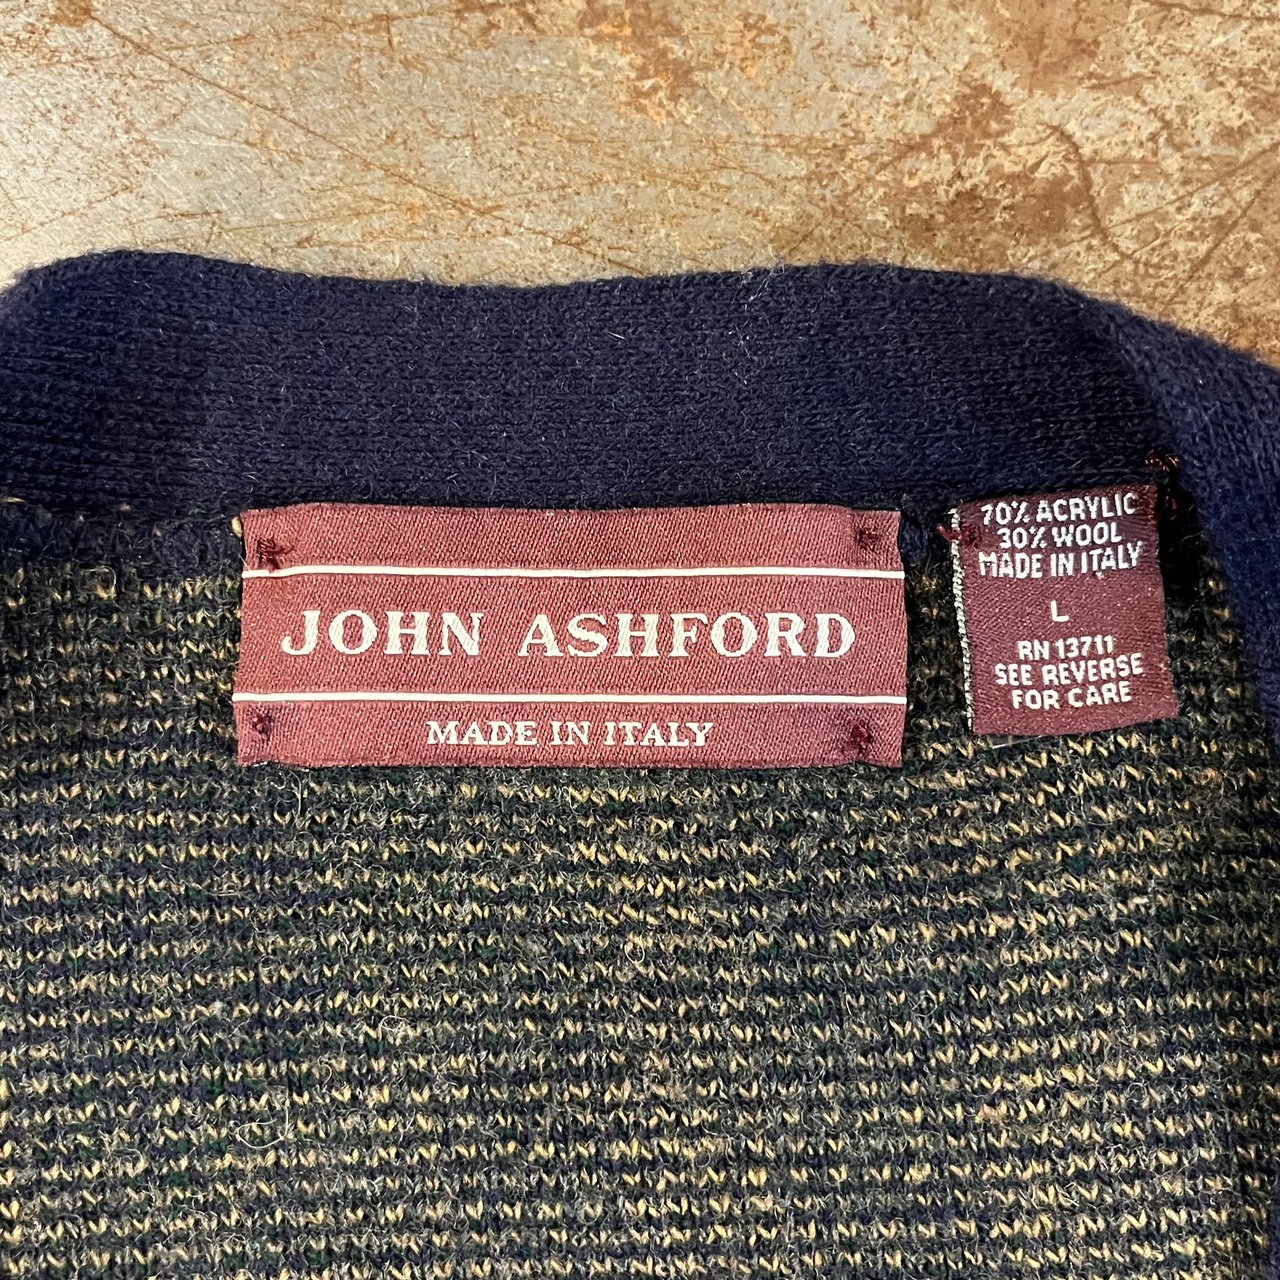 JOHN ASHFORD
MADE IN ITALY
70% ACRYLIC
30% WOOL
MADE IN ITALY
L
RN 13711
SEE REVERSE
FOR CARE